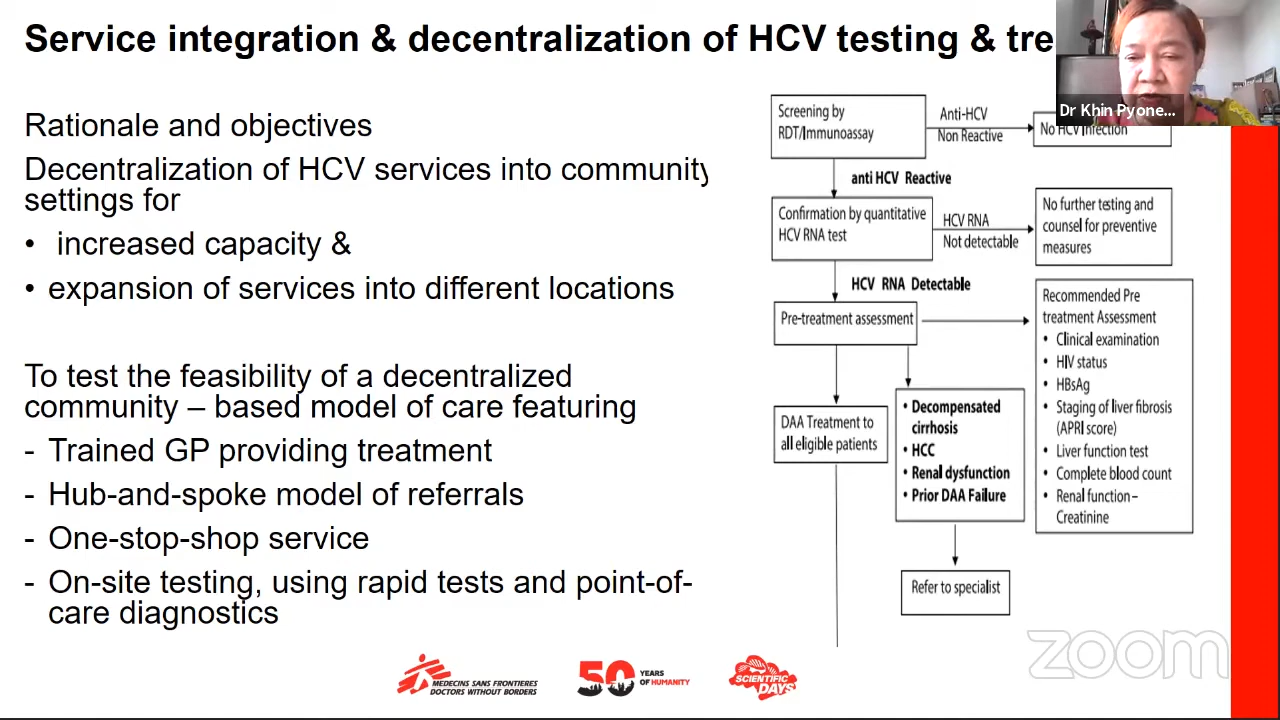 Service integration & decentralization of HCV testing & tre
Dr Khin Pyone...
Rationale and objectives
Decentralization of HCV services into community
settings for
• increased capacity &
• expansion of services into different locations
To test the feasibility of a decentralized
community – based model of care featuring
- Trained GP providing treatment
- Hub-and-spoke model of referrals
- One-stop-shop service
- On-site testing, using rapid tests and point-of-
care diagnostics
Screening by
RDT/Immunoassay
Anti-HCV
Non Reactive
No HCV infection
anti HCV Reactive
Confirmation by quantitative
HCV RNA test
HCV RNA
Not detectable
No further testing and
counsel for preventive
measures
HCV RNA Detectable
Pre-treatment assessment
Recommended Pre
treatment Assessment
• Clinical examination
• HIV status
• HBsAg
• Staging of liver fibrosis
(APRI score)
• Liver function test
• Complete blood count
• Renal function–
Creatinine
DAA Treatment to
all eligible patients
• Decompensated
cirrhosis
• HCC
• Renal dysfunction
• Prior DAA Failure
Refer to specialist
MEDECINS SANS FRONTIERES
DOCTORS WITHOUT BORDERS
50 YEARS
OF HUMANITY
SCIENTIFIC
DAYS
zoom